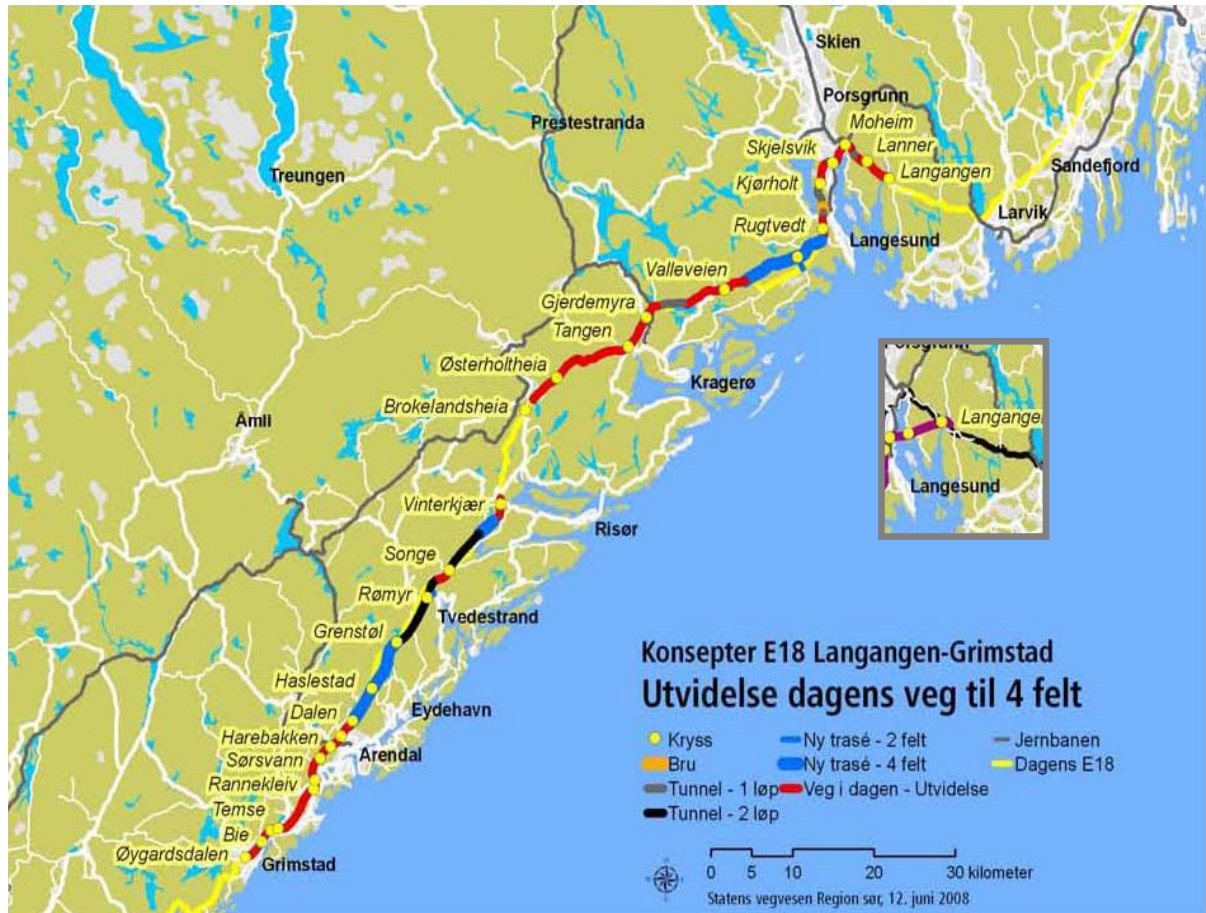 Skien
Porsgrunn
Moheim
Prestestranda
Skjelsvik
Lanner
Langangen
Sandefjord
Treungen
Kjørholt
Larvik
Rugtvedt
Langesund
Valleveien
Gjerdemyra
Tangen
Østerholtheia
Kragerø
Brokelandsheia
Åmli
Vinterkjær
Risør
Songe
Rømyr
Tvedestrand
Grenstøl
Haslestad
Eydehavn
Dalen
Harebakken
Arendal
Sørsvann
Rannekleiv
Temse
Bie
Øygardsdalen
Grimstad
Porsgrunn
Langangen
Langesund
Konsepter E18 Langangen-Grimstad
Utvidelse dagens veg til 4 felt
Kryss
Bru
Tunnel - 1 løp
Tunnel - 2 løp
Ny trasé - 2 felt
Ny trasé - 4 felt
Veg i dagen - Utvidelse
Jernbanen
Dagens E18
0 5 10 20 30 kilometer
Statens vegvesen Region sør, 12. juni 2008